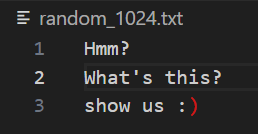 random_1024.txt
1 Hmm?
2 What's this?
3 show us :)